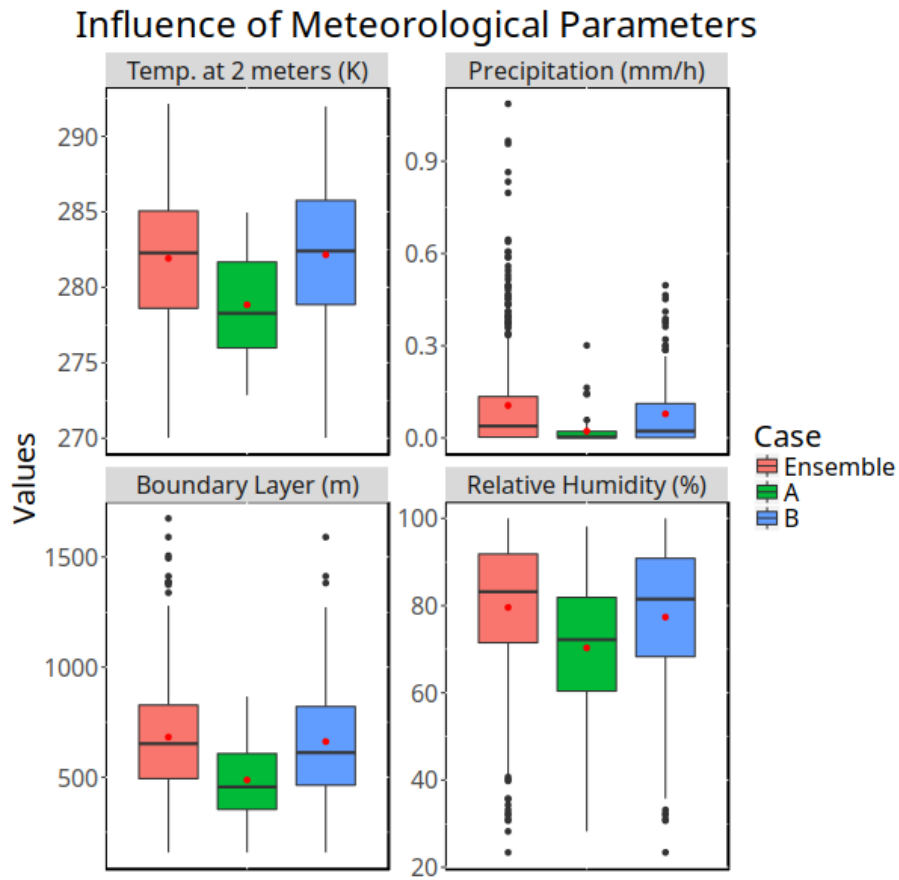 Influence of Meteorological Parameters
Temp. at 2 meters (K)
Precipitation (mm/h)
290
285
280
275
270
0.9
0.6
0.3
0.0
Values
Boundary Layer (m)
Relative Humidity (%)
1500
1000
500
100
80
60
40
20
Case
Ensemble
A
B